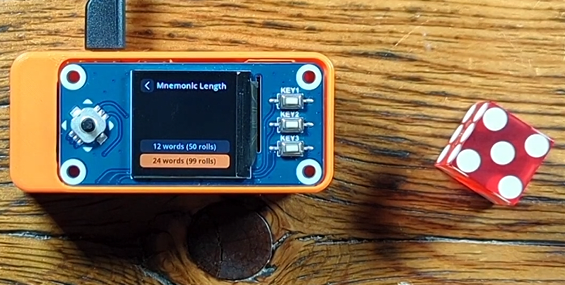 Mnemonic Length
KEY1
KEY2
KEY3
12 words (50 rolls)
24 words (99 rolls)